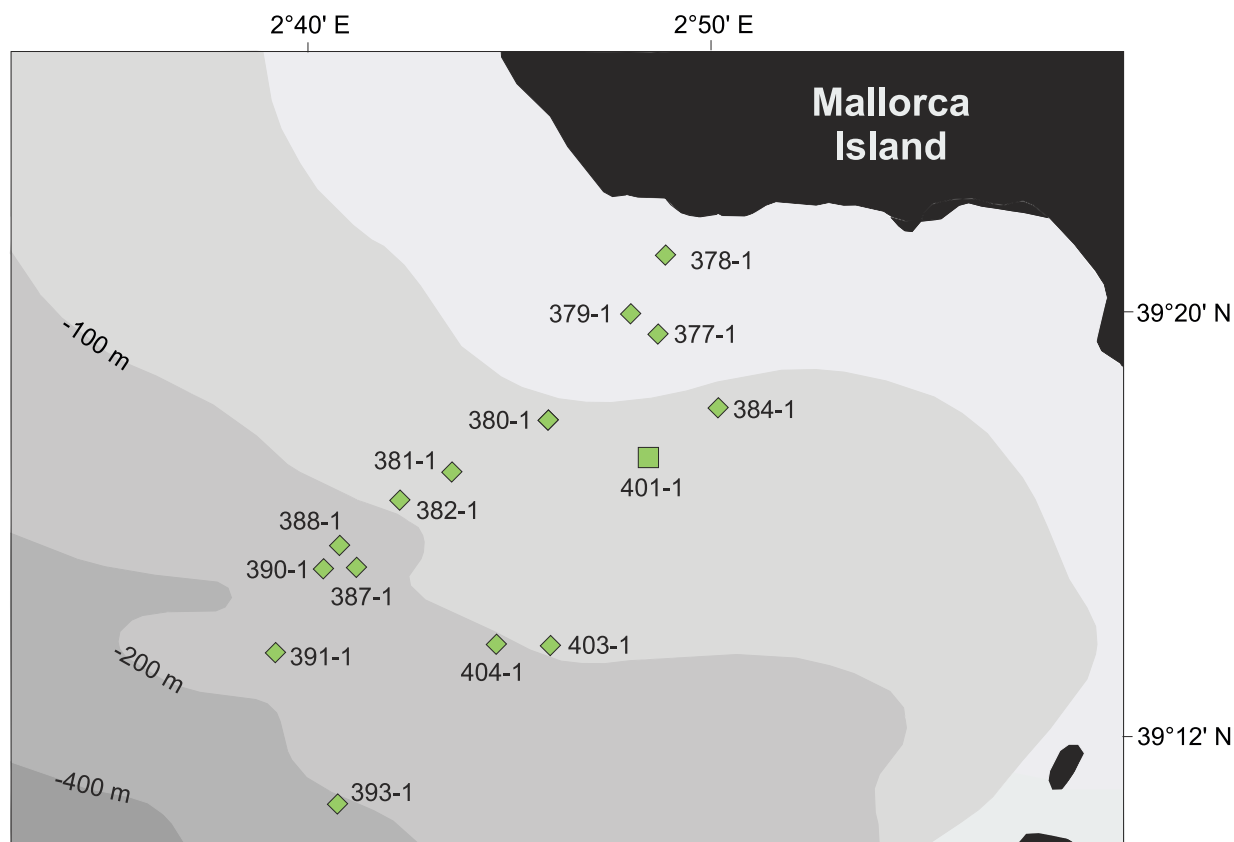 2°40' E
2°50' E
Mallorca
Island
378-1
379-1
39°20' N
377-1
-100 m
384-1
380-1
381-1
401-1
382-1
388-1
390-1
387-1
403-1
391-1
404-1
-200 m
39°12' N
-400 m
393-1